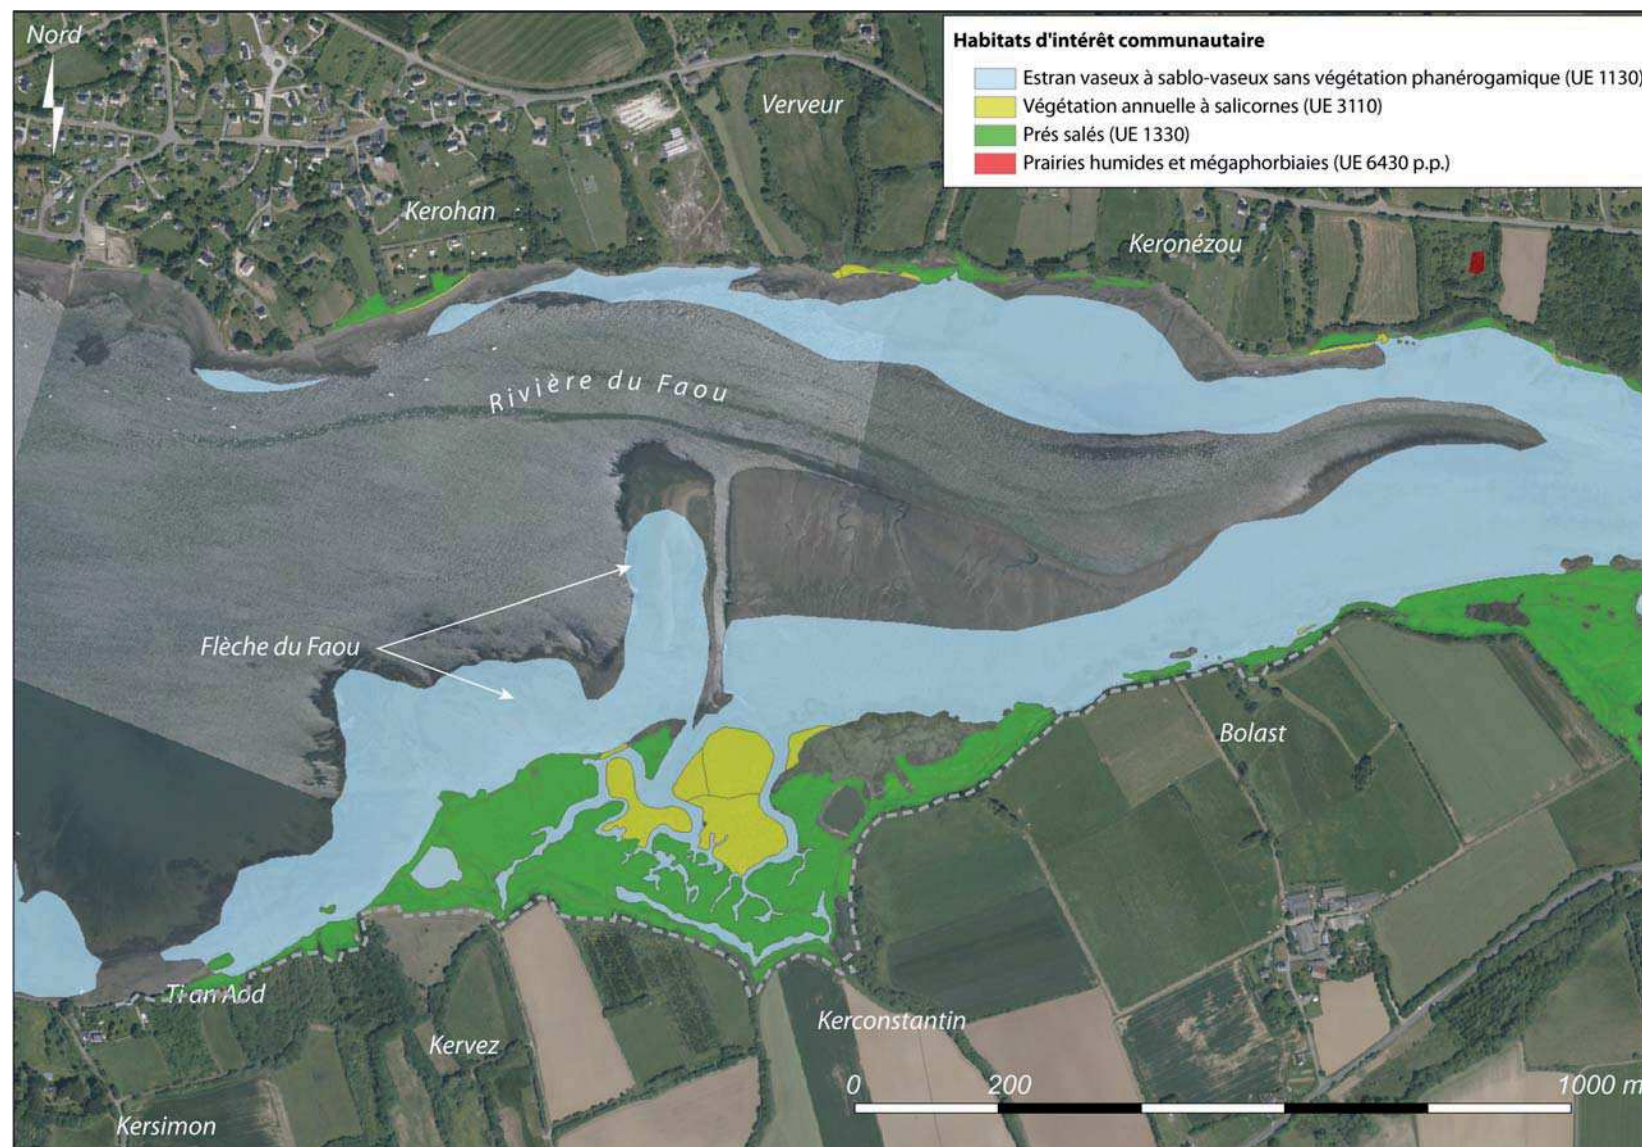 Nord
Habitats d'intérêt communautaire
Estran vaseux à sablo-vaseux sans végétation phanérogamique (UE 1130)
Végétation annuelle à salicornes (UE 3110)
Prés salés (UE 1330)
Prairies humides et mégaphorbiaies (UE 6430 p.p.)
Verveur
Kerohan
Keronézou
Rivière du Faou
Flèche du Faou
Bolast
Ti an Aod
Kerconstantin
Kervez
Kersimon
0 200 1000 m